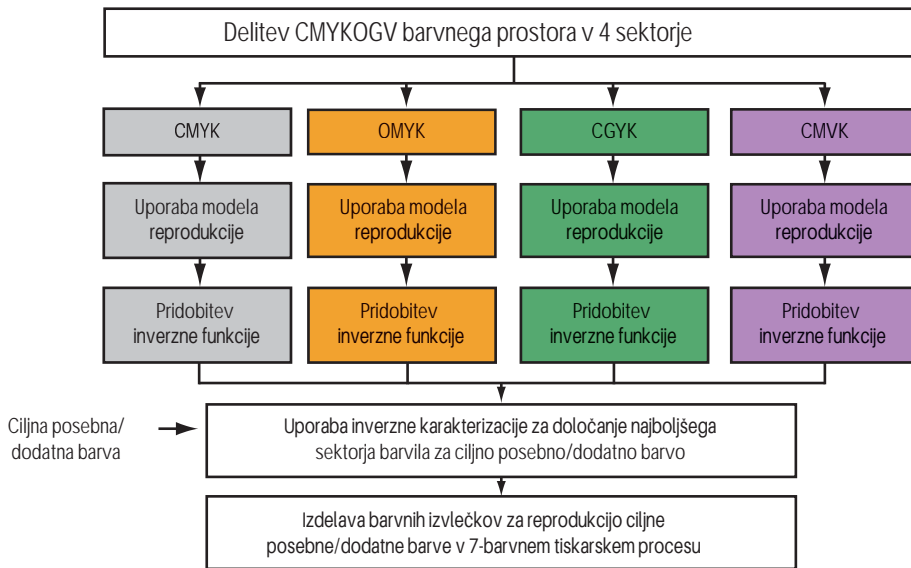 Delitev CMYKOGV barvnega prostora v 4 sektorje
CMYK
OMYK
CGYK
CMVK
Uporaba modela
reprodukcije
Uporaba modela
reprodukcije
Uporaba modela
reprodukcije
Uporaba modela
reprodukcije
Pridobitev
inverzne funkcije
Pridobitev
inverzne funkcije
Pridobitev
inverzne funkcije
Pridobitev
inverzne funkcije
Ciljna posebna/
dodatna barva
Uporaba inverzne karakterizacije za določanje najboljšega
sektorja barvila za ciljno posebno/dodatno barvo
Izdelava barvnih izvlečkov za reprodukcijo ciljne
posebne/dodatne barve v 7-barvnem tiskarskem procesu